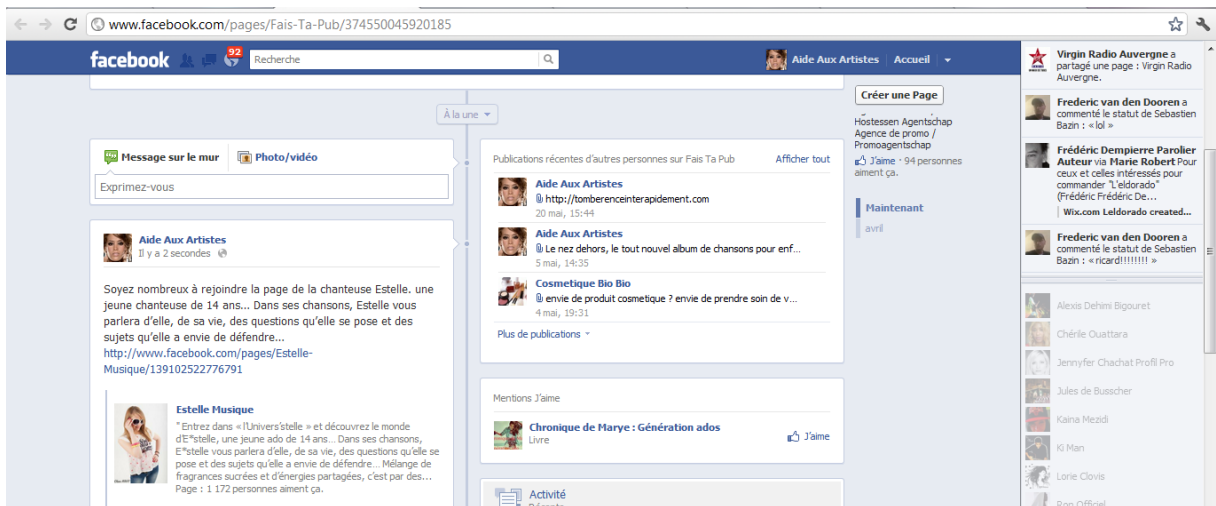 www.facebook.com/pages/Fais-Ta-Pub/374550045920185
facebook
92
Recherche
Aide Aux Artistes
Accueil
À la une
Message sur le mur
Photo/vidéo
Exprimez-vous
Aide Aux Artistes
Il y a 2 secondes
Soyez nombreux à rejoindre la page de la chanteuse Estelle. une
jeune chanteuse de 14 ans... Dans ses chansons, Estelle vous
parlera d'elle, de sa vie, des questions qu'elle se pose et des
sujets qu'elle a envie de défendre...
http://www.facebook.com/pages/Estelle-
Musique/139102522776791
Estelle Musique
"Entrez dans «l'Univers'stelle » et découvrez le monde
d'E*stelle, une jeune ado de 14 ans... Dans ses chansons,
E*stelle vous parlera d'elle, de sa vie, des questions qu'elle se
pose et des sujets qu'elle a envie de défendre... Mélange de
fragrances sucrées et d'énergies partagées, c'est par des...
Page : 1 172 personnes aiment ça.
Publications récentes d'autres personnes sur Fais Ta Pub
Afficher tout
Aide Aux Artistes
http://tomberenceinterapidement.com
20 mai, 15:44
Aide Aux Artistes
Le nez dehors, le tout nouvel album de chansons pour enf...
5 mai, 14:35
Cosmetique Bio Bio
envie de produit cosmetique ? envie de prendre soin de v...
4 mai, 19:31
Plus de publications
Mentions J'aime
Chronique de Marye : Génération ados
Livre
J'aime
Activité
Récente
Créer une Page
Hostessen Agentschap
Agence de promo /
Promoagentschap
J'aime · 94 personnes
aiment ça.
Maintenant
avril
Virgin Radio Auvergne a
partagé une page : Virgin Radio
Auvergne.
Frederic van den Dooren a
commenté le statut de Sebastien
Bazin : «lol »
Frédéric Dempierre Parolier
Auteur via Marie Robert Pour
ceux et celles intéressés pour
commander "L'eldorado"
(Frédéric Frédéric De...
Wix.com Leldorado created...
Frederic van den Dooren a
commenté le statut de Sebastien
Bazin : «ricard!!!!!!!! »
Alexis Dehimi Bigouret
Chérile Ouattara
Jennyfer Chachat Profil Pro
Jules de Busscher
Kaina Mezidi
Ki Man
Lorie Clovis
Ron Officiel